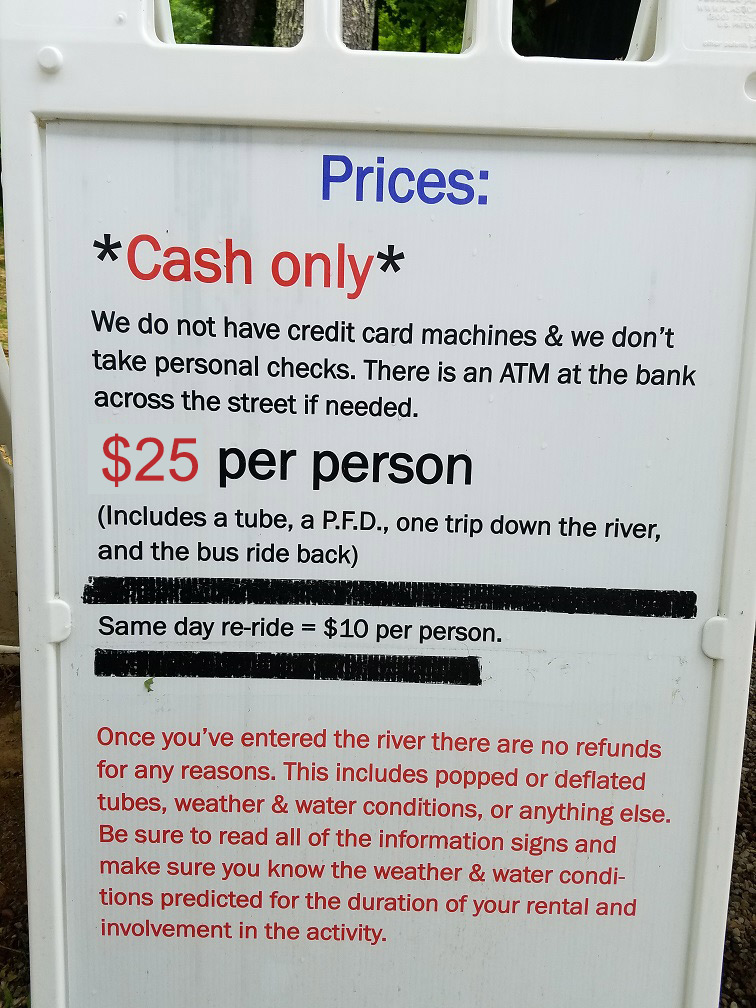 Prices:
*Cash only*
We do not have credit card machines & we don't
take personal checks. There is an ATM at the bank
across the street if needed.
$25 per person
(Includes a tube, a P.F.D., one trip down the river,
and the bus ride back)
Same day re-ride = $10 per person.
Once you've entered the river there are no refunds
for any reasons. This includes popped or deflated
tubes, weather & water conditions, or anything else.
Be sure to read all of the information signs and
make sure you know the weather & water condi-
tions predicted for the duration of your rental and
involvement in the activity.